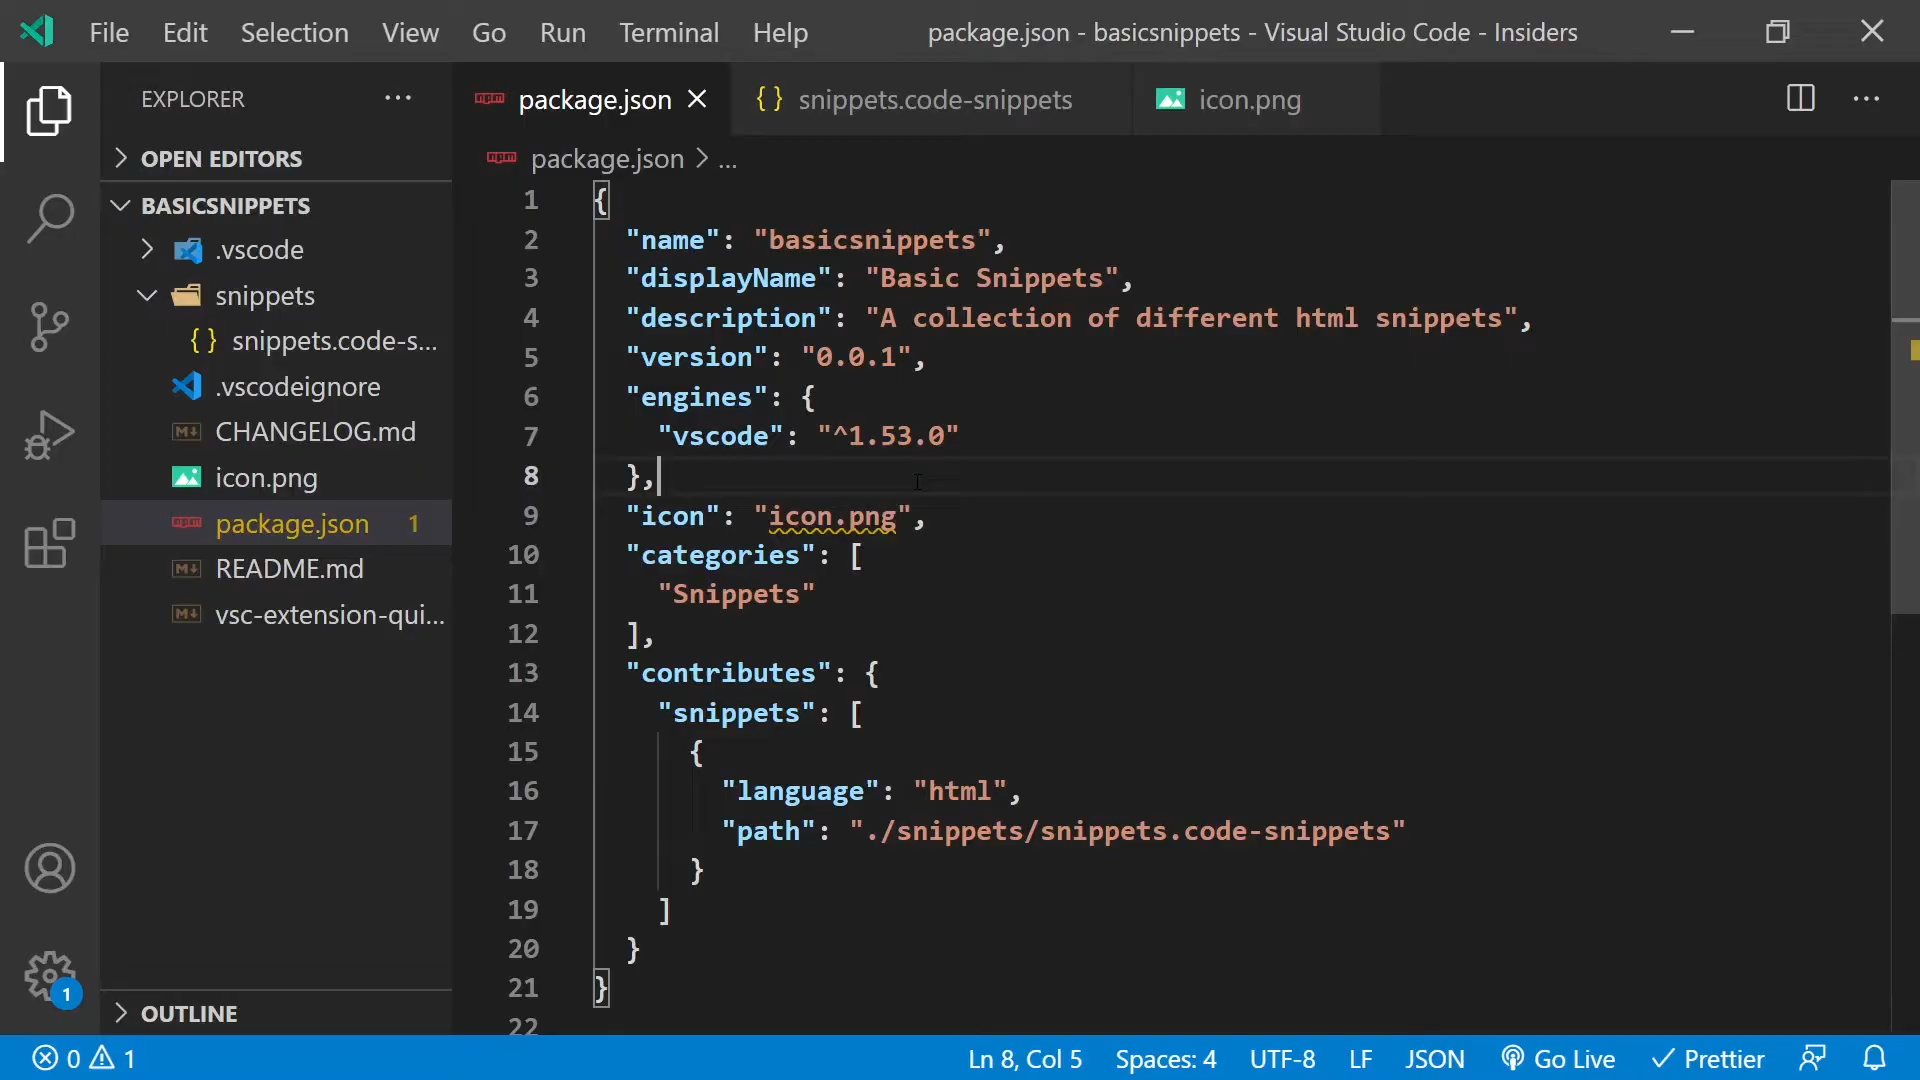 File Edit Selection View Go Run Terminal Help package.json - basicsnippets - Visual Studio Code - Insiders
EXPLORER
OPEN EDITORS
BASICSNIPPETS
.vscode
snippets
snippets.code-s...
.vscodeignore
CHANGELOG.md
icon.png
package.json 1
README.md
vsc-extension-qui...
OUTLINE
1
package.json snippets.code-snippets icon.png
package.json > ...
1 {
2 "name": "basicsnippets",
3 "displayName": "Basic Snippets",
4 "description": "A collection of different html snippets",
5 "version": "0.0.1",
6 "engines": {
7 "vscode": "^1.53.0"
8 },
9 "icon": "icon.png",
10 "categories": [
11 "Snippets"
12 ],
13 "contributes": {
14 "snippets": [
15 {
16 "language": "html",
17 "path": "./snippets/snippets.code-snippets"
18 }
19 ]
20 }
21 }
22
0 1 Ln 8, Col 5 Spaces: 4 UTF-8 LF JSON Go Live Prettier